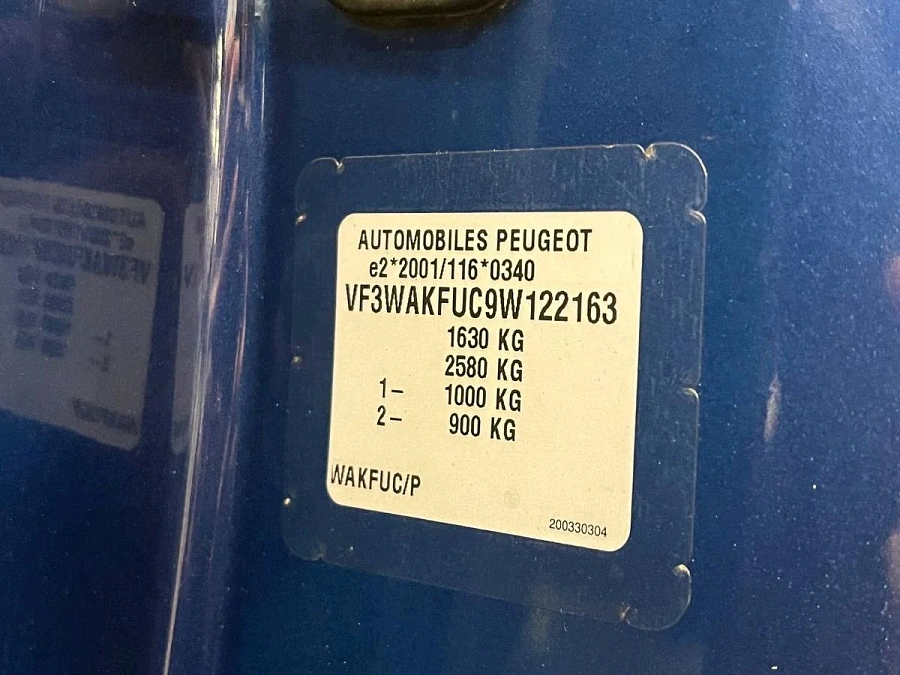 AUTOMOBILES PEUGEOT
e2*2001/116*0340
VF3WAKFUC9W122163
1630 KG
2580 KG
1– 1000 KG
2– 900 KG
WAKFUC/P
200330304